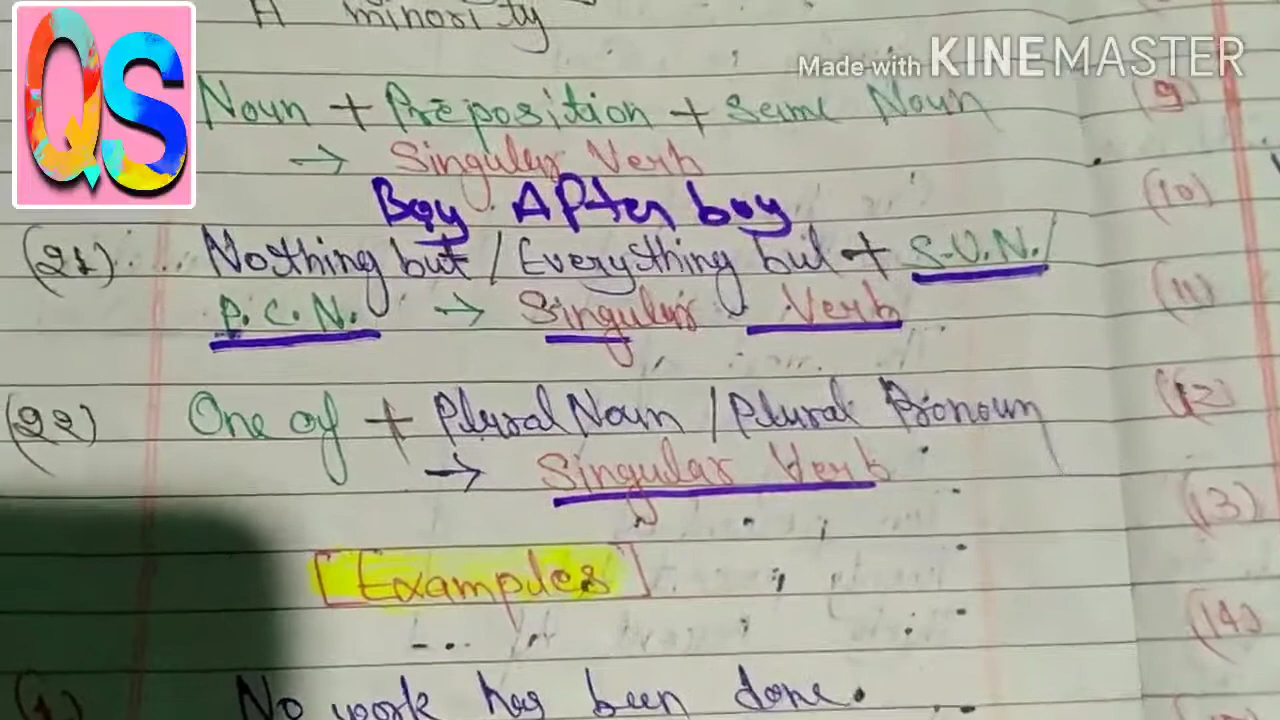 A minority
QS
Made with KINEMASTER
Noun + Preposition + Same Noun
(9)
→ Singular Verb
Boy After boy
(10)
(21) Nothing but / Everything but + S.U.N./
P.C.N. → Singular Verb
(11)
(22) One of + Plural Noun / Plural Pronoun
(12)
→ Singular Verb
(13)
[Examples]
(14)
(1) No work has been done.